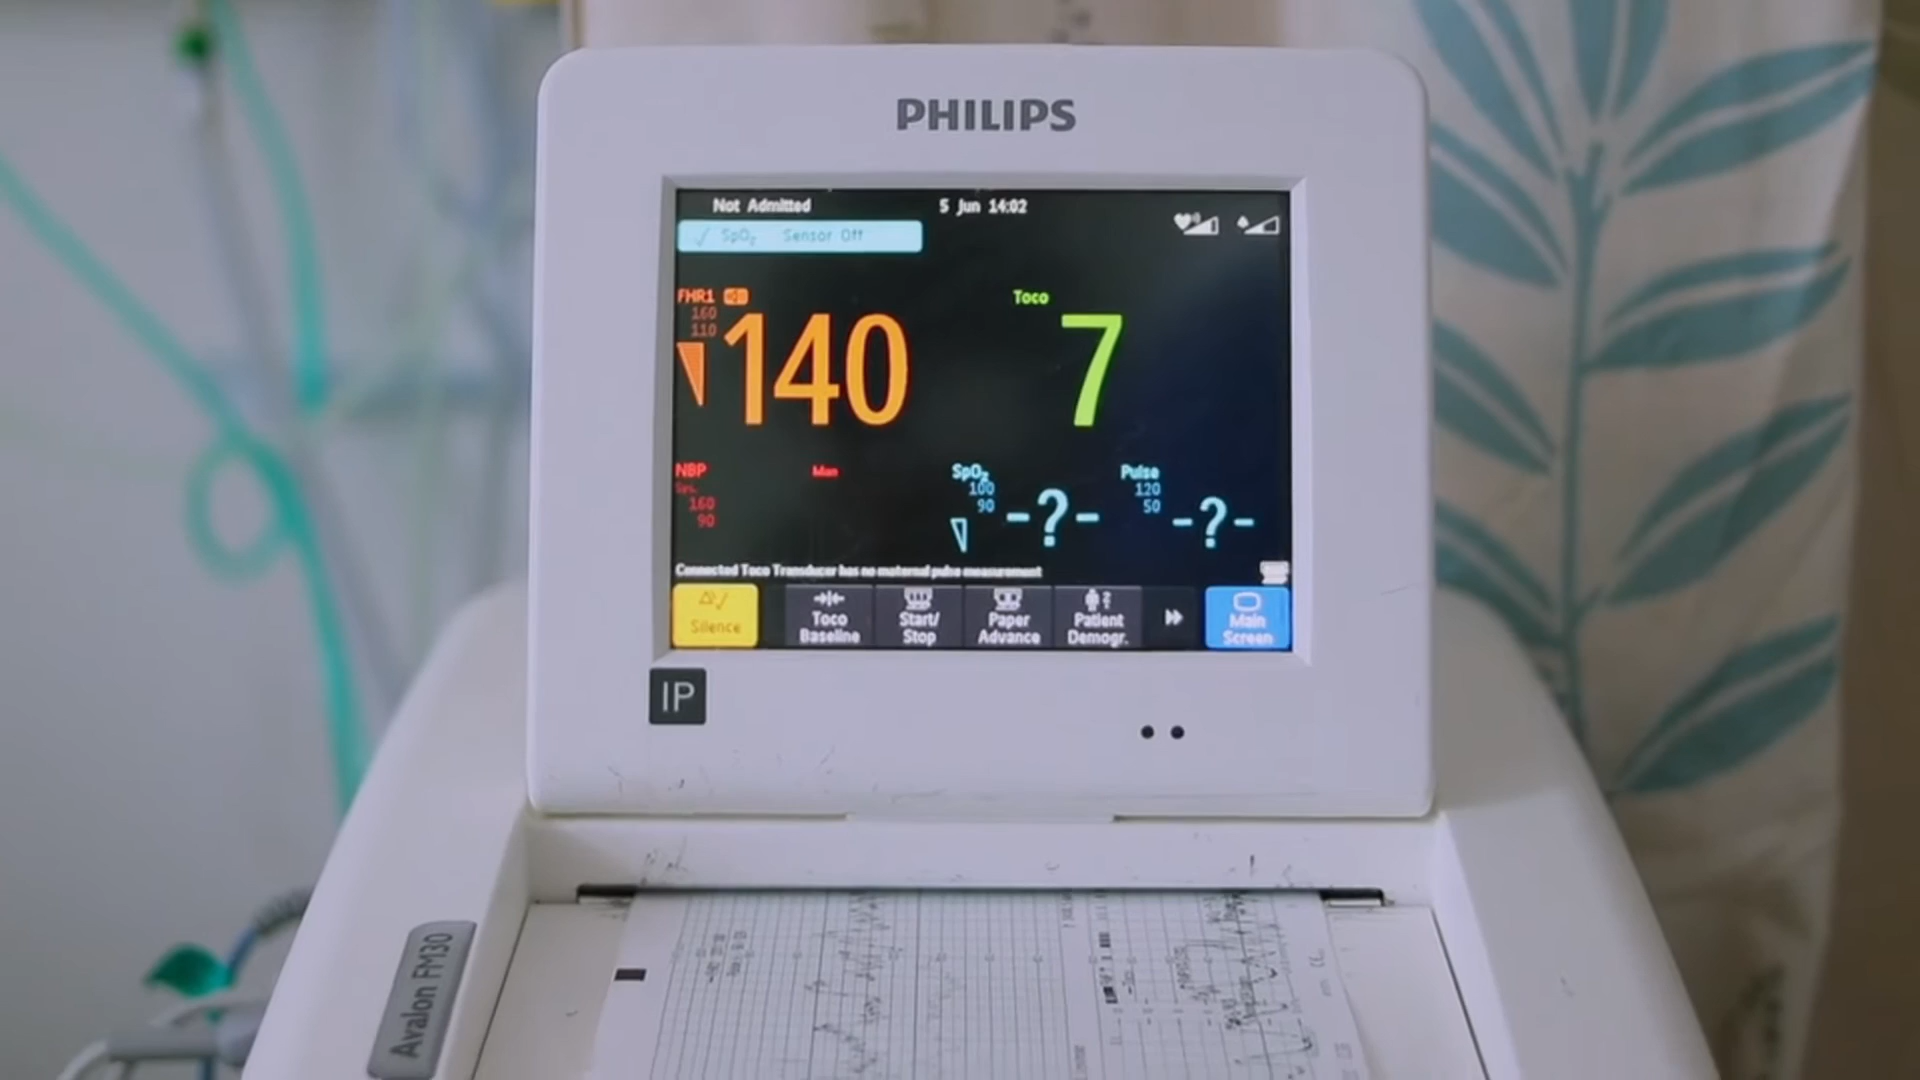 PHILIPS
Not Admitted
5 Jun 14:02
SpO₂ Sensor Off
FHR1
160
110
140
Toco
7
NBP
Man
Sys.
160
90
SpO₂
100
90
-?-
Pulse
120
50
-?-
Connected Toco Transducer has no maternal pulse measurement
Silence
Toco
Baseline
Start/
Stop
Paper
Advance
Patient
Demogr.
Main
Screen
IP
Avalon FM30